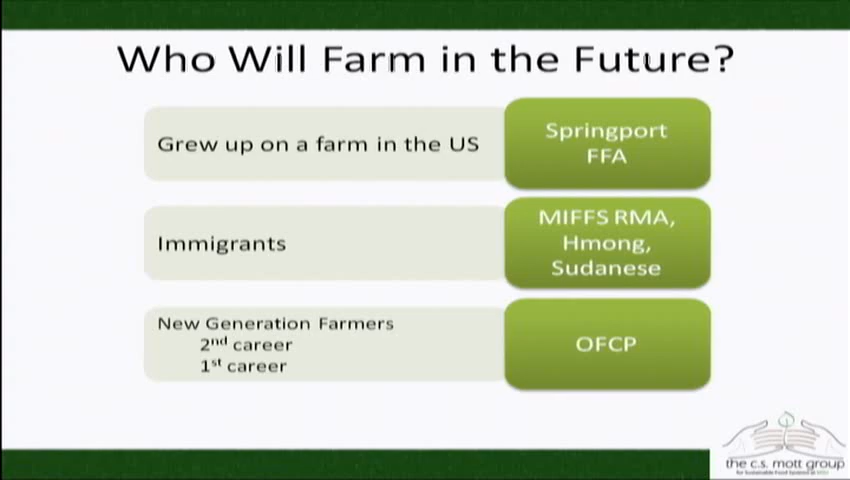 Who Will Farm in the Future?
Grew up on a farm in the US
Springport
FFA
Immigrants
MIFFS RMA,
Hmong,
Sudanese
New Generation Farmers
2nd career
1st career
OFCP
the c.s. mott group
for Sustainable Food Systems at MSU